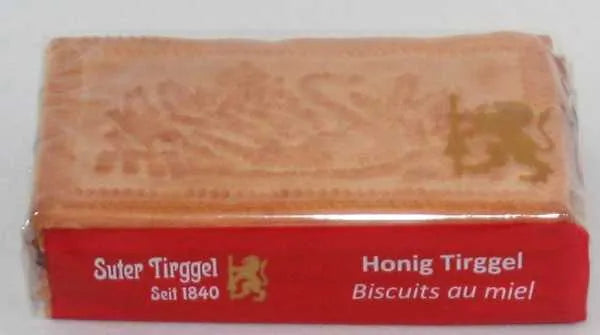 Suter Tirggel
Seit 1840
Honig Tirggel
Biscuits au miel